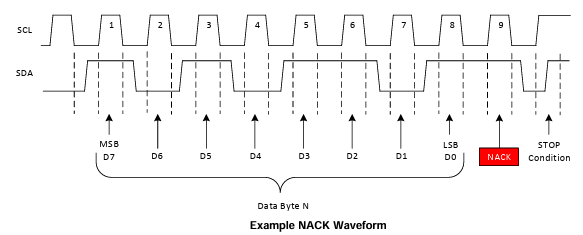 SCL 1 2 3 4 5 6 7 8 9
SDA
MSB LSB STOP
D7 D6 D5 D4 D3 D2 D1 D0 NACK Condition
Data Byte N
Example NACK Waveform